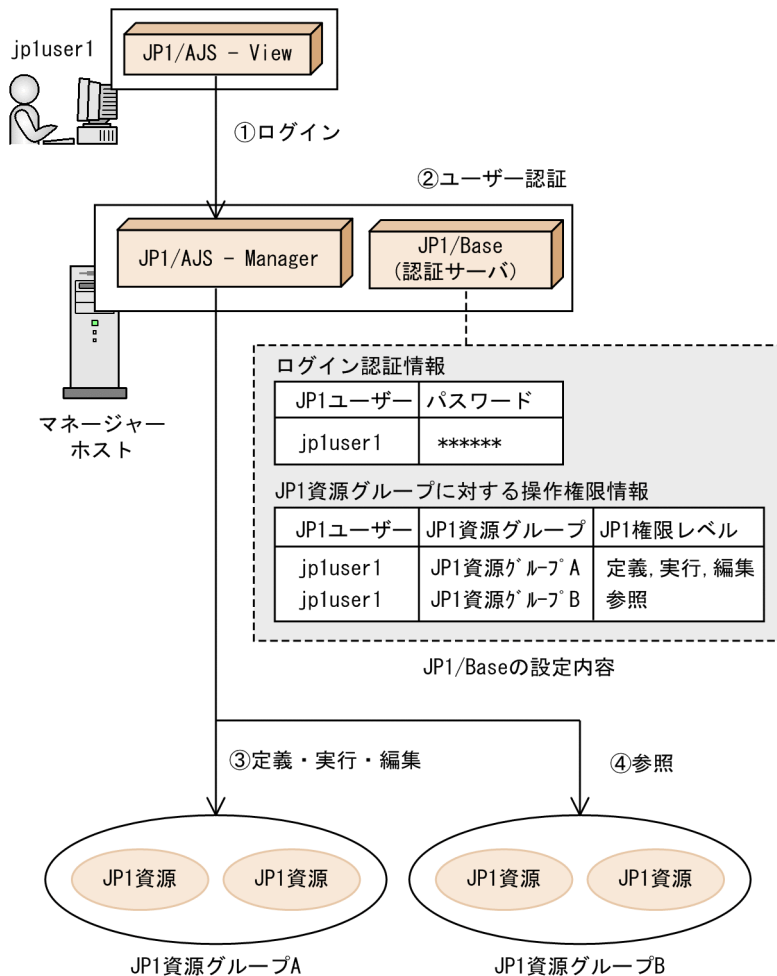 jp1user1
JP1/AJS - View
①ログイン
②ユーザー認証
JP1/AJS - Manager
JP1/Base
(認証サーバ)
マネージャー
ホスト
ログイン認証情報
JP1ユーザー パスワード
jp1user1 ******
JP1資源グループに対する操作権限情報
JP1ユーザー JP1資源グループ JP1権限レベル
jp1user1 JP1資源グループA 定義,実行,編集
jp1user1 JP1資源グループB 参照
JP1/Baseの設定内容
③定義・実行・編集
④参照
JP1資源 JP1資源 JP1資源 JP1資源
JP1資源グループA JP1資源グループB